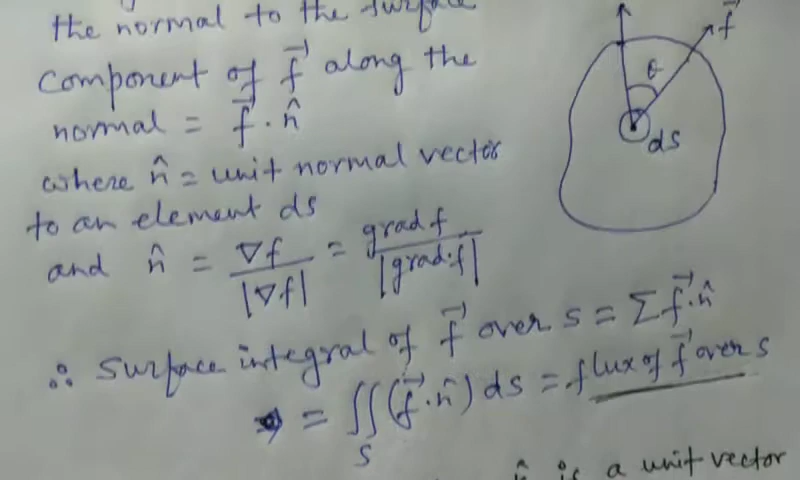 the normal to the surface
component of f⃗ along the
normal = f⃗ · n̂
where n̂ = unit normal vector
to an element ds
and n̂ = ∇f / |∇f| = grad f / |grad f|
∴ surface integral of f⃗ over s = Σ f⃗ · n̂
= ∬_S (f⃗ · n̂) ds = flux of f⃗ over s
n̂ is a unit vector
f⃗
θ
ds